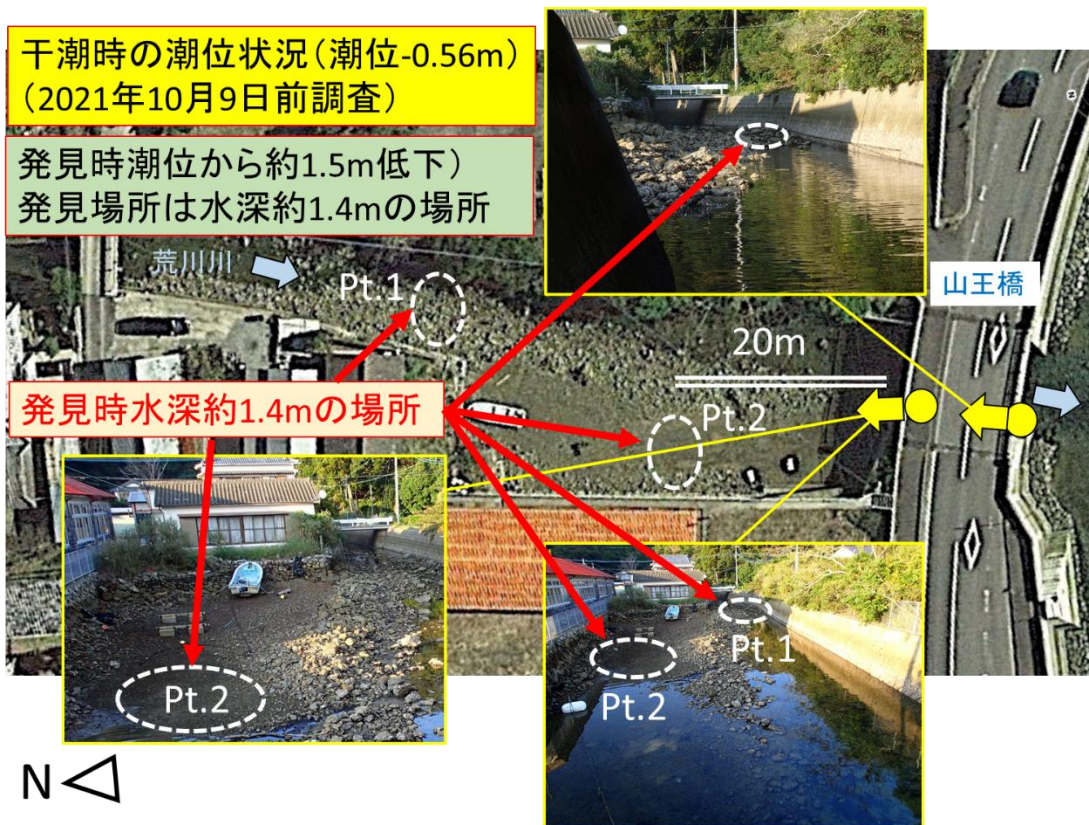 干潮時の潮位状況(潮位-0.56m)
(2021年10月9日前調査)
発見時潮位から約1.5m低下)
発見場所は水深約1.4mの場所
荒川川
Pt.1
山王橋
20m
発見時水深約1.4mの場所
Pt.2
Pt.2
Pt.1
Pt.2
N